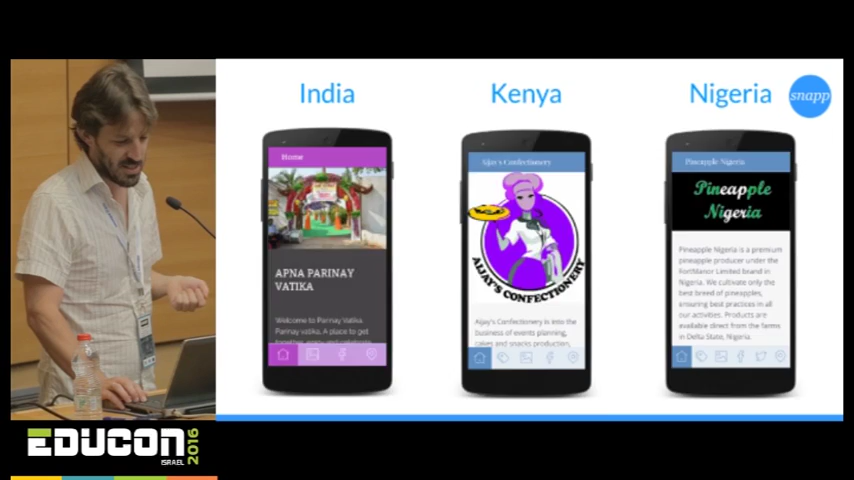 India
Kenya
Nigeria
snapp
Home
APNA PARINAY
VATIKA
Welcome to Parinay Vatika.
Parinay vatika. A place to get
Aijay's Confectionery
AIJAY'S CONFECTIONERY
Aijay's Confectionery is into the
business of events planning,
cakes and snacks production,
Pineapple Nigeria
Pineapple
Nigeria
Pineapple Nigeria is a premium
pineapple producer under the
FortManor Limited brand in
Nigeria. We cultivate only the
best breed of pineapples,
ensuring best practices in all
our activities. Products are
available direct from the farms
in Delta State, Nigeria.
EDUCON
ISRAEL
2016